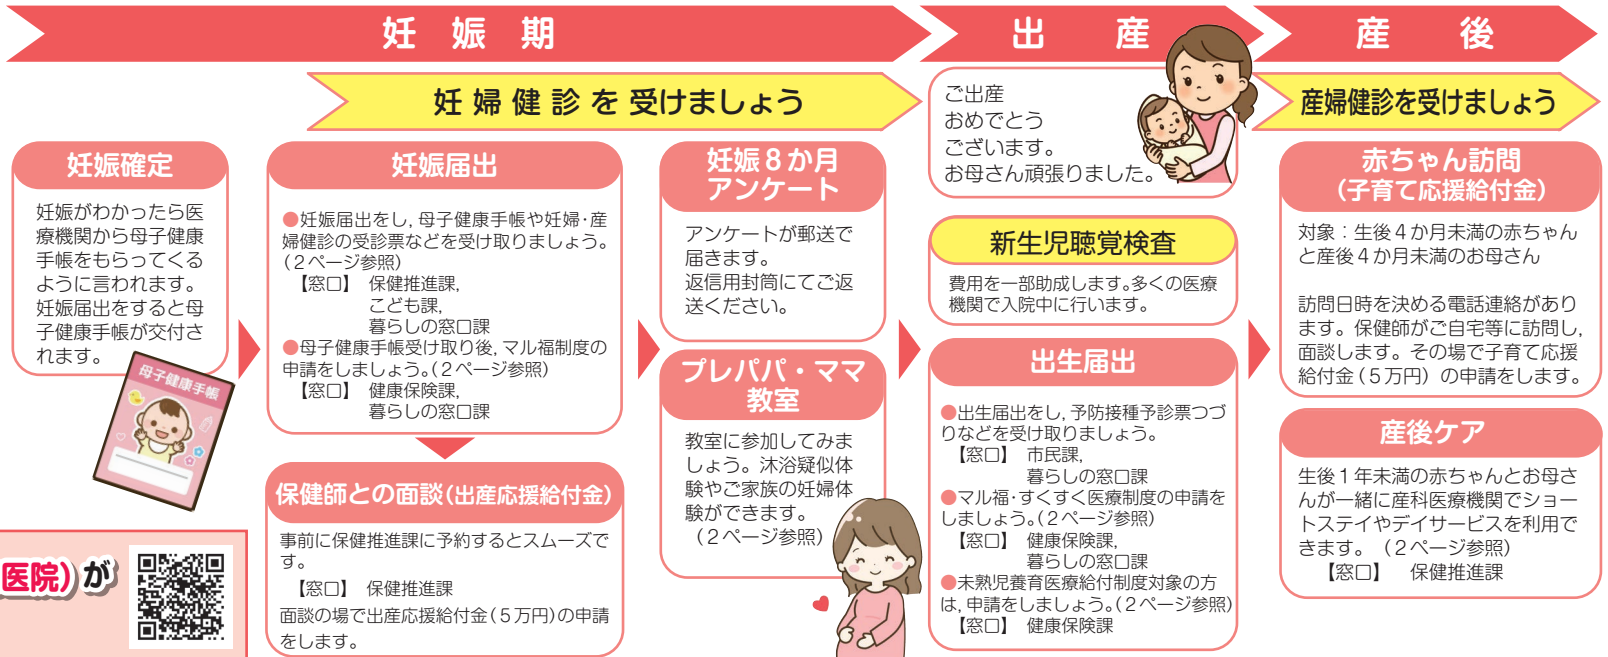 妊娠期
出産
産後
妊婦健診を受けましょう
ご出産
おめでとう
ございます。
お母さん頑張りました。
産婦健診を受けましょう
妊娠確定
妊娠がわかったら医
療機関から母子健康
手帳をもらってくる
ように言われます。
妊娠届出をすると母
子健康手帳が交付さ
れます。
母子健康手帳
妊娠届出
●妊娠届出をし,母子健康手帳や妊婦・産
婦健診の受診票などを受け取りましょう。
(2ページ参照)
【窓口】 保健推進課,
こども課,
暮らしの窓口課
●母子健康手帳受け取り後,マル福制度の
申請をしましょう。(2ページ参照)
【窓口】 健康保険課,
暮らしの窓口課
保健師との面談(出産応援給付金)
事前に保健推進課に予約するとスムーズで
す。
【窓口】 保健推進課
面談の場で出産応援給付金(5万円)の申請
をします。
妊娠8か月
アンケート
アンケートが郵送で
届きます。
返信用封筒にてご返
送ください。
プレパパ・ママ
教室
教室に参加してみま
しょう。沐浴疑似体
験やご家族の妊婦体
験ができます。
(2ページ参照)
新生児聴覚検査
費用を一部助成します。多くの医療
機関で入院中に行います。
出生届出
●出生届出をし,予防接種予診票つづ
りなどを受け取りましょう。
【窓口】 市民課,
暮らしの窓口課
●マル福・すくすく医療制度の申請を
しましょう。(2ページ参照)
【窓口】 健康保険課,
暮らしの窓口課
●未熟児養育医療給付制度対象の方
は,申請をしましょう。(2ページ参照)
【窓口】 健康保険課
赤ちゃん訪問
(子育て応援給付金)
対象:生後4か月未満の赤ちゃん
と産後4か月未満のお母さん
訪問日時を決める電話連絡があり
ます。保健師がご自宅等に訪問し,
面談します。その場で子育て応援
給付金(5万円)の申請をします。
産後ケア
生後1年未満の赤ちゃんとお母さ
んが一緒に産科医療機関でショー
トステイやデイサービスを利用で
きます。(2ページ参照)
【窓口】 保健推進課
医院)が